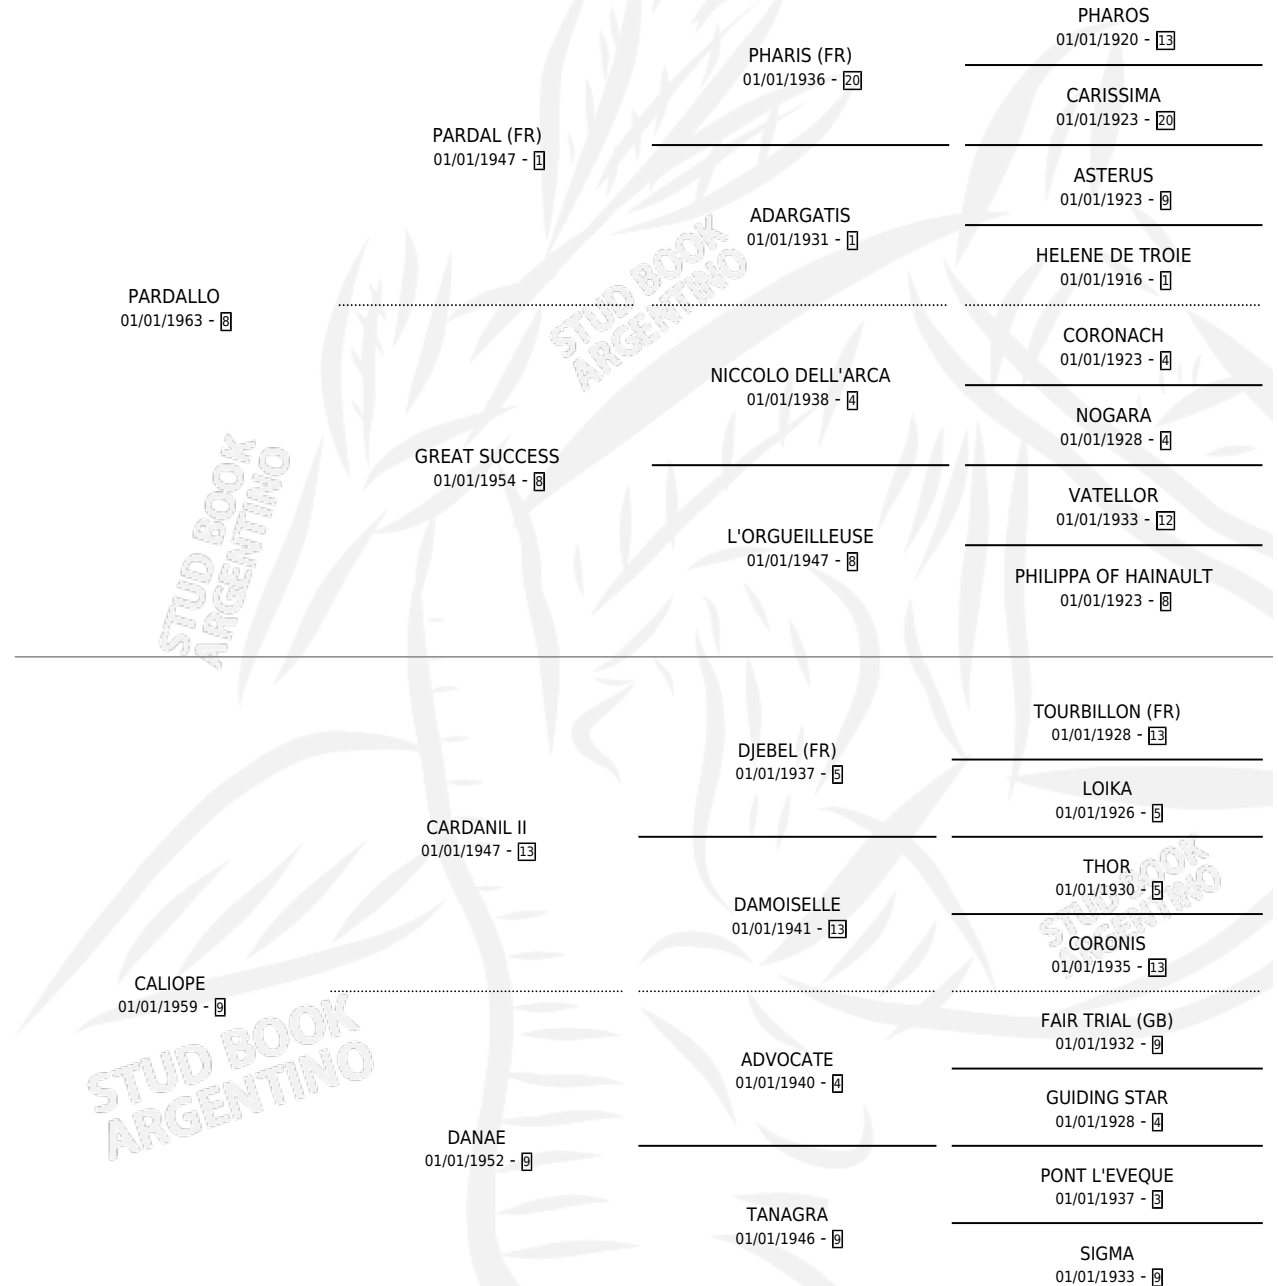 PHAROS
01/01/1920 - 13
PHARIS (FR)
01/01/1936 - 20
CARISSIMA
01/01/1923 - 20
PARDAL (FR)
01/01/1947 - 1
ASTERUS
01/01/1923 - 9
ADARGATIS
01/01/1931 - 1
HELENE DE TROIE
01/01/1916 - 1
PARDALLO
01/01/1963 - 8
STUD BOOK
ARGENTINO
CORONACH
01/01/1923 - 4
NICCOLO DELL'ARCA
01/01/1938 - 4
NOGARA
01/01/1928 - 4
GREAT SUCCESS
01/01/1954 - 8
VATELLOR
01/01/1933 - 12
L'ORGUEILLEUSE
01/01/1947 - 8
PHILIPPA OF HAINAULT
01/01/1923 - 8
STUD BOOK
ARGENTINO
TOURBILLON (FR)
01/01/1928 - 13
DJEBEL (FR)
01/01/1937 - 5
LOIKA
01/01/1926 - 5
CARDANIL II
01/01/1947 - 13
THOR
01/01/1930 - 5
DAMOISELLE
01/01/1941 - 13
CORONIS
01/01/1935 - 13
STUD BOOK
ARGENTINO
CALIOPE
01/01/1959 - 9
FAIR TRIAL (GB)
01/01/1932 - 9
ADVOCATE
01/01/1940 - 4
GUIDING STAR
01/01/1928 - 4
STUD BOOK
ARGENTINO
DANAE
01/01/1952 - 9
PONT L'EVEQUE
01/01/1937 - 3
TANAGRA
01/01/1946 - 9
SIGMA
01/01/1933 - 9